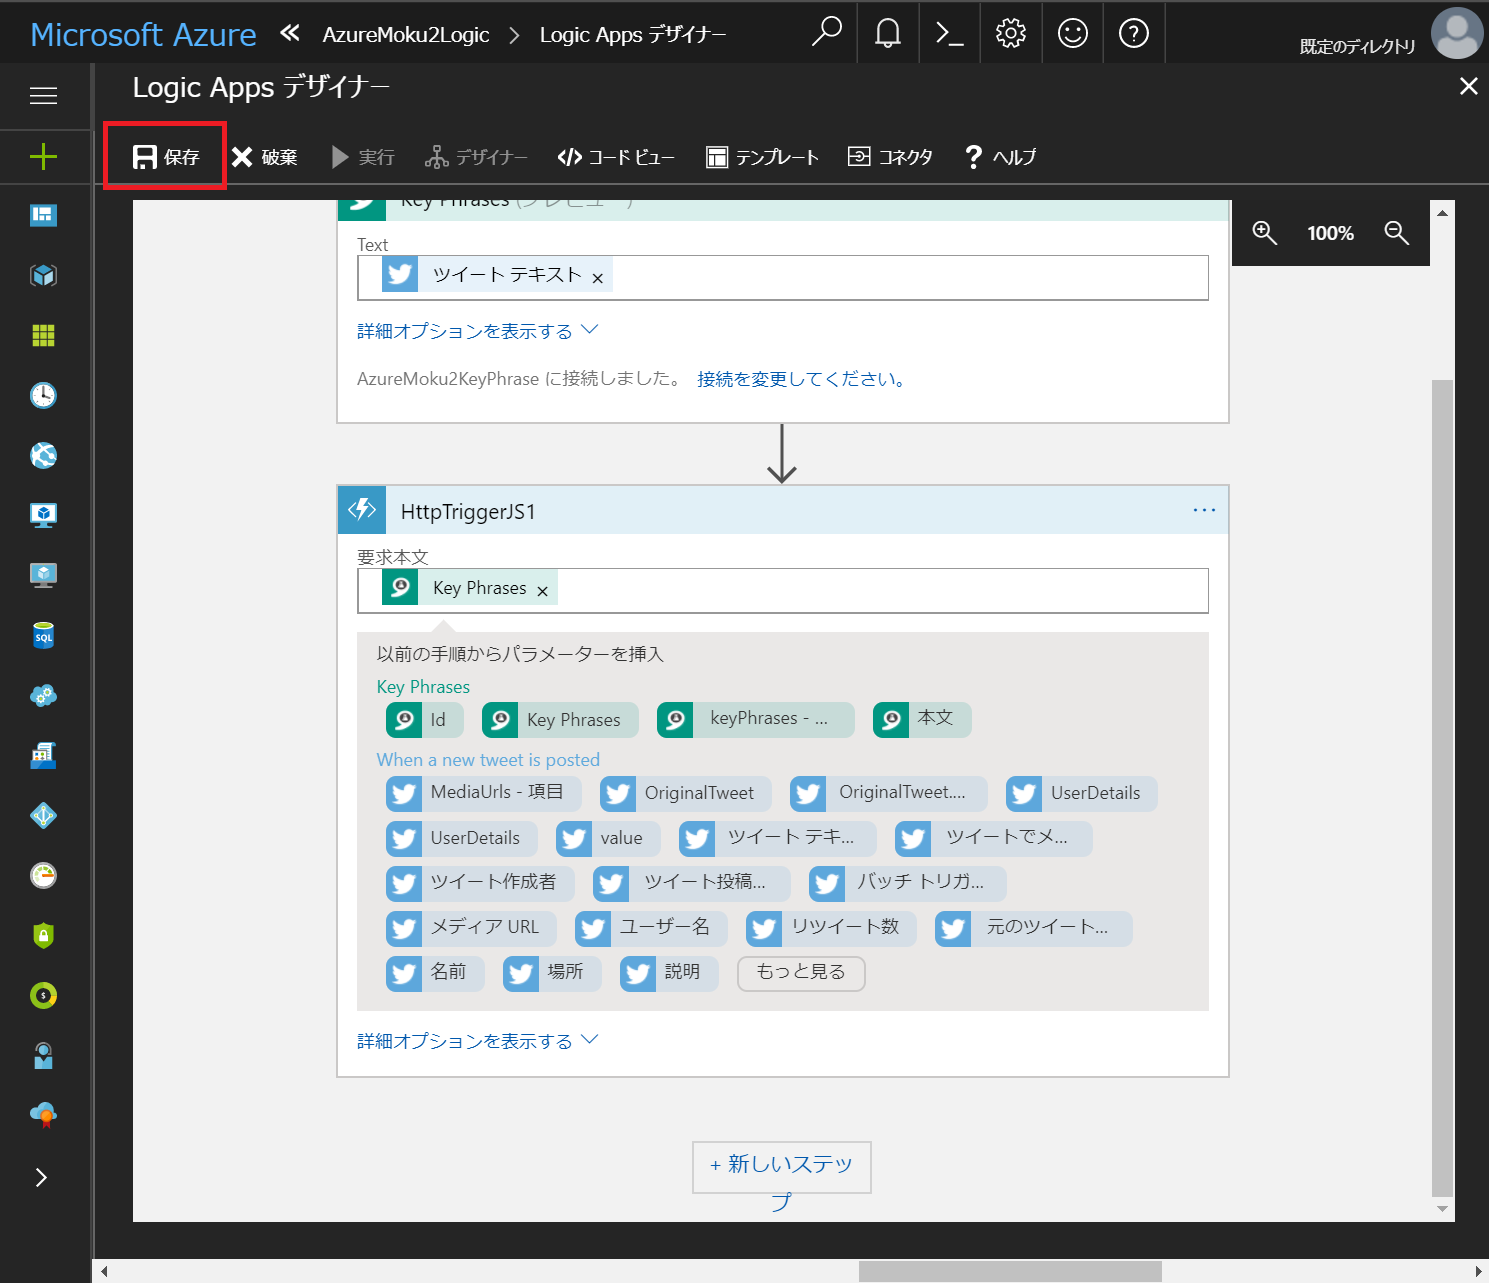 Microsoft Azure « AzureMoku2Logic > Logic Apps デザイナー 既定のディレクトリ
Logic Apps デザイナー
保存 破棄 実行 デザイナー コード ビュー テンプレート コネクタ ヘルプ
Key Phrases (プレビュー)
100%
Text
ツイート テキスト ×
詳細オプションを表示する
AzureMoku2KeyPhrase に接続しました。 接続を変更してください。
HttpTriggerJS1 ...
要求本文
Key Phrases ×
以前の手順からパラメーターを挿入
Key Phrases
Id Key Phrases keyPhrases - ... 本文
When a new tweet is posted
MediaUrls - 項目 OriginalTweet OriginalTweet.... UserDetails
UserDetails value ツイート テキ... ツイートでメ...
ツイート作成者 ツイート投稿... バッチ トリガ...
メディア URL ユーザー名 リツイート数 元のツイート...
名前 場所 説明 もっと見る
詳細オプションを表示する
+ 新しいステッ
プ
SQL